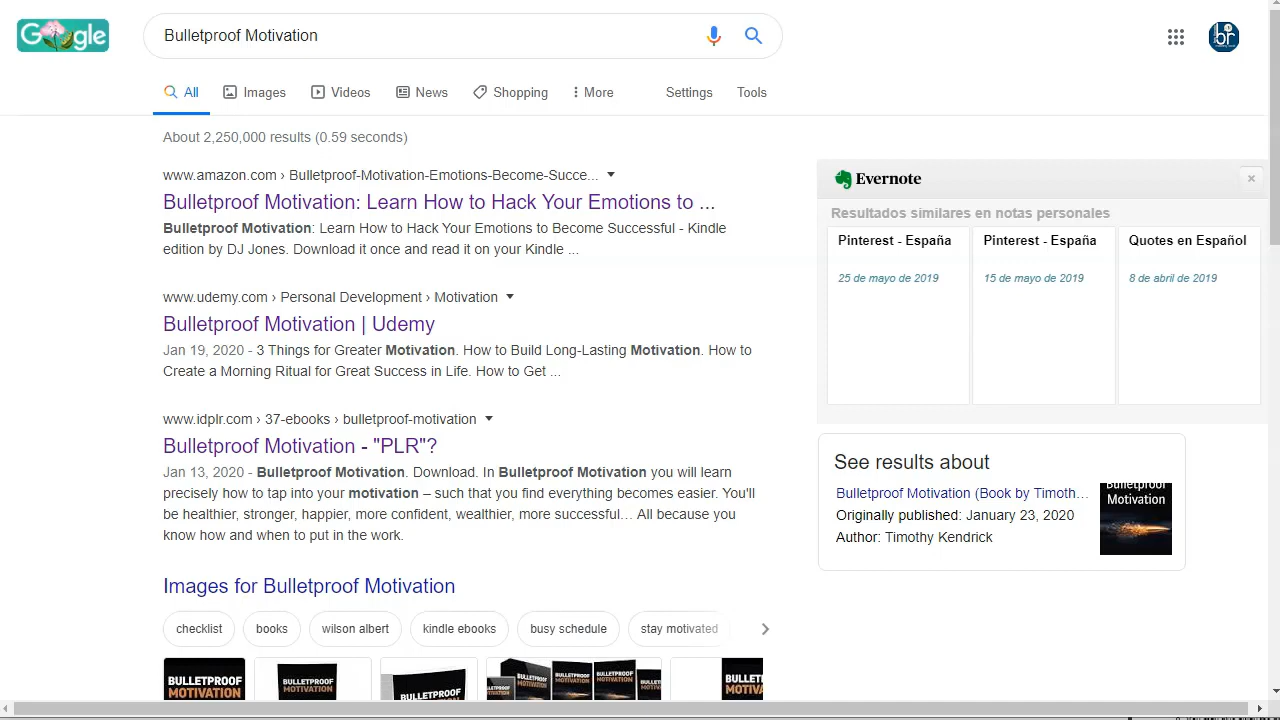 Google
Bulletproof Motivation
br
All
Images
Videos
News
Shopping
More
Settings
Tools
About 2,250,000 results (0.59 seconds)
www.amazon.com › Bulletproof-Motivation-Emotions-Become-Succe...
Bulletproof Motivation: Learn How to Hack Your Emotions to ...
Bulletproof Motivation: Learn How to Hack Your Emotions to Become Successful - Kindle
edition by DJ Jones. Download it once and read it on your Kindle ...
www.udemy.com › Personal Development › Motivation
Bulletproof Motivation | Udemy
Jan 19, 2020 - 3 Things for Greater Motivation. How to Build Long-Lasting Motivation. How to
Create a Morning Ritual for Great Success in Life. How to Get ...
www.idplr.com › 37-ebooks › bulletproof-motivation
Bulletproof Motivation - "PLR"?
Jan 13, 2020 - Bulletproof Motivation. Download. In Bulletproof Motivation you will learn
precisely how to tap into your motivation – such that you find everything becomes easier. You'll
be healthier, stronger, happier, more confident, wealthier, more successful… All because you
know how and when to put in the work.
Images for Bulletproof Motivation
checklist
books
wilson albert
kindle ebooks
busy schedule
stay motivated
BULLETPROOF
MOTIVATION
BULLETPROOF
MOTIVATION
BULLETPROOF
Evernote
Resultados similares en notas personales
Pinterest - España
25 de mayo de 2019
Pinterest - España
15 de mayo de 2019
Quotes en Español
8 de abril de 2019
See results about
Bulletproof Motivation (Book by Timoth...
Originally published: January 23, 2020
Author: Timothy Kendrick
Bulletproof
Motivation